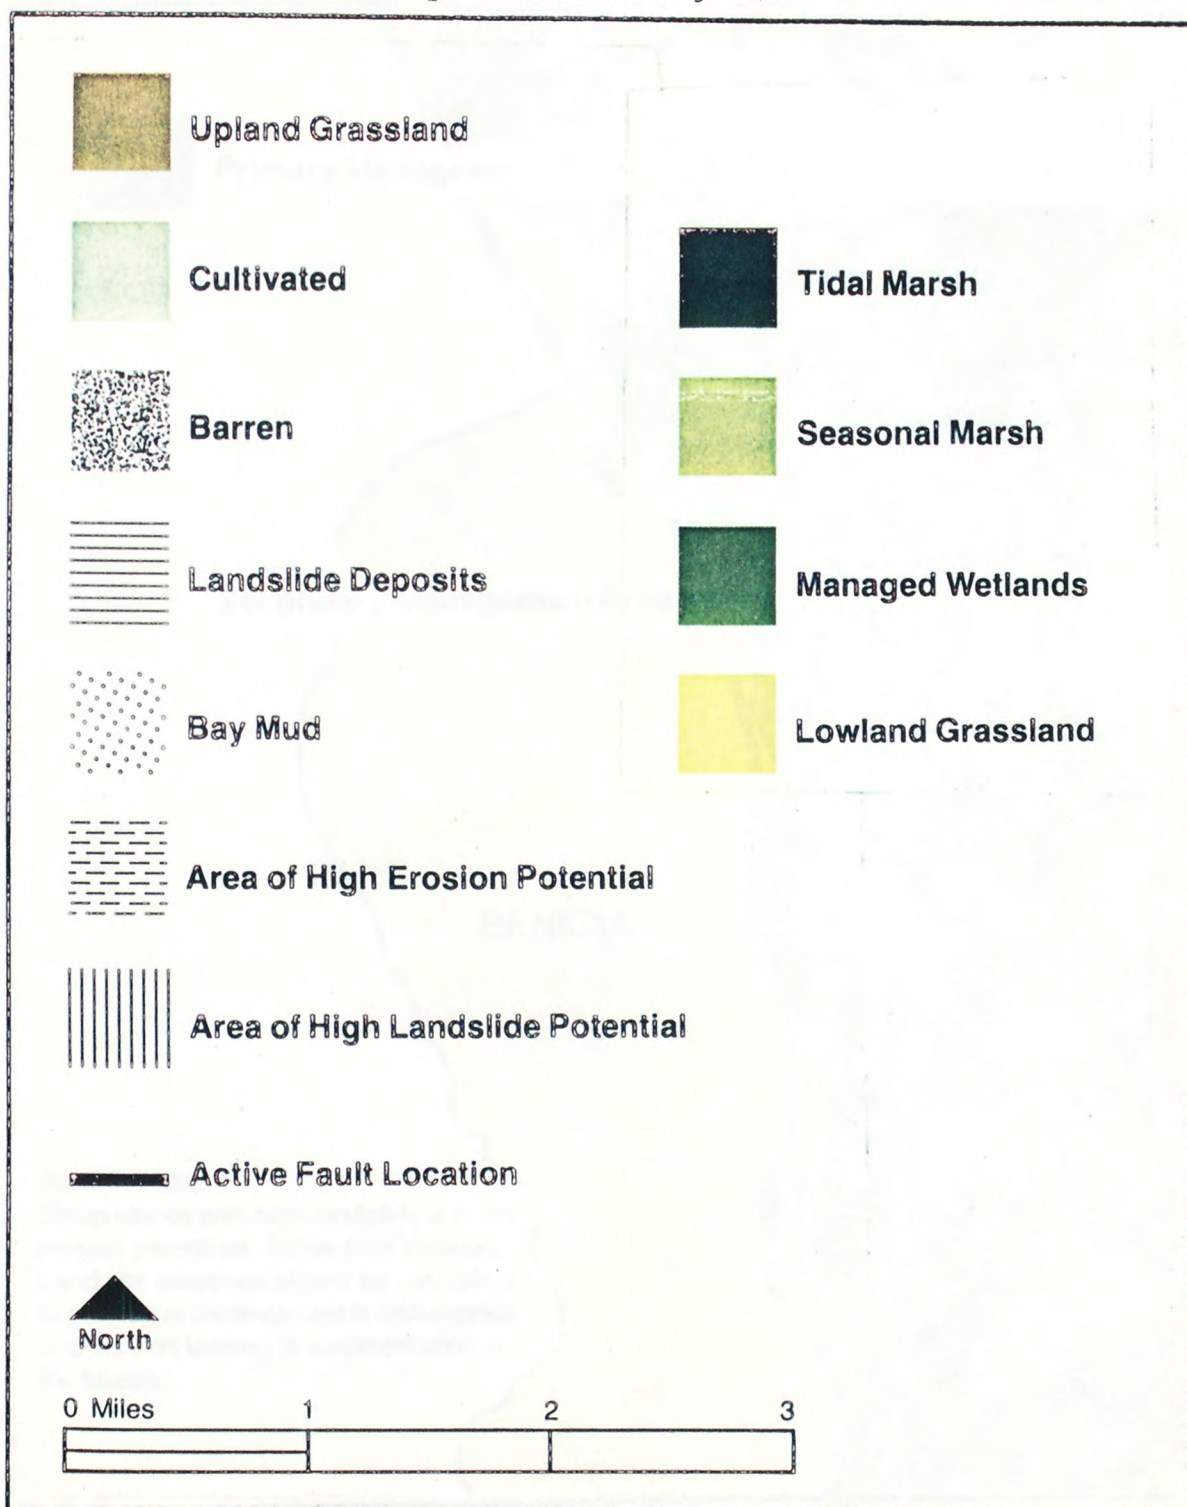 Upland Grassland
Cultivated
Barren
Landslide Deposits
Bay Mud
Area of High Erosion Potential
Area of High Landslide Potential
Active Fault Location
Tidal Marsh
Seasonal Marsh
Managed Wetlands
Lowland Grassland
North
0 Miles 1 2 3
BENICIA